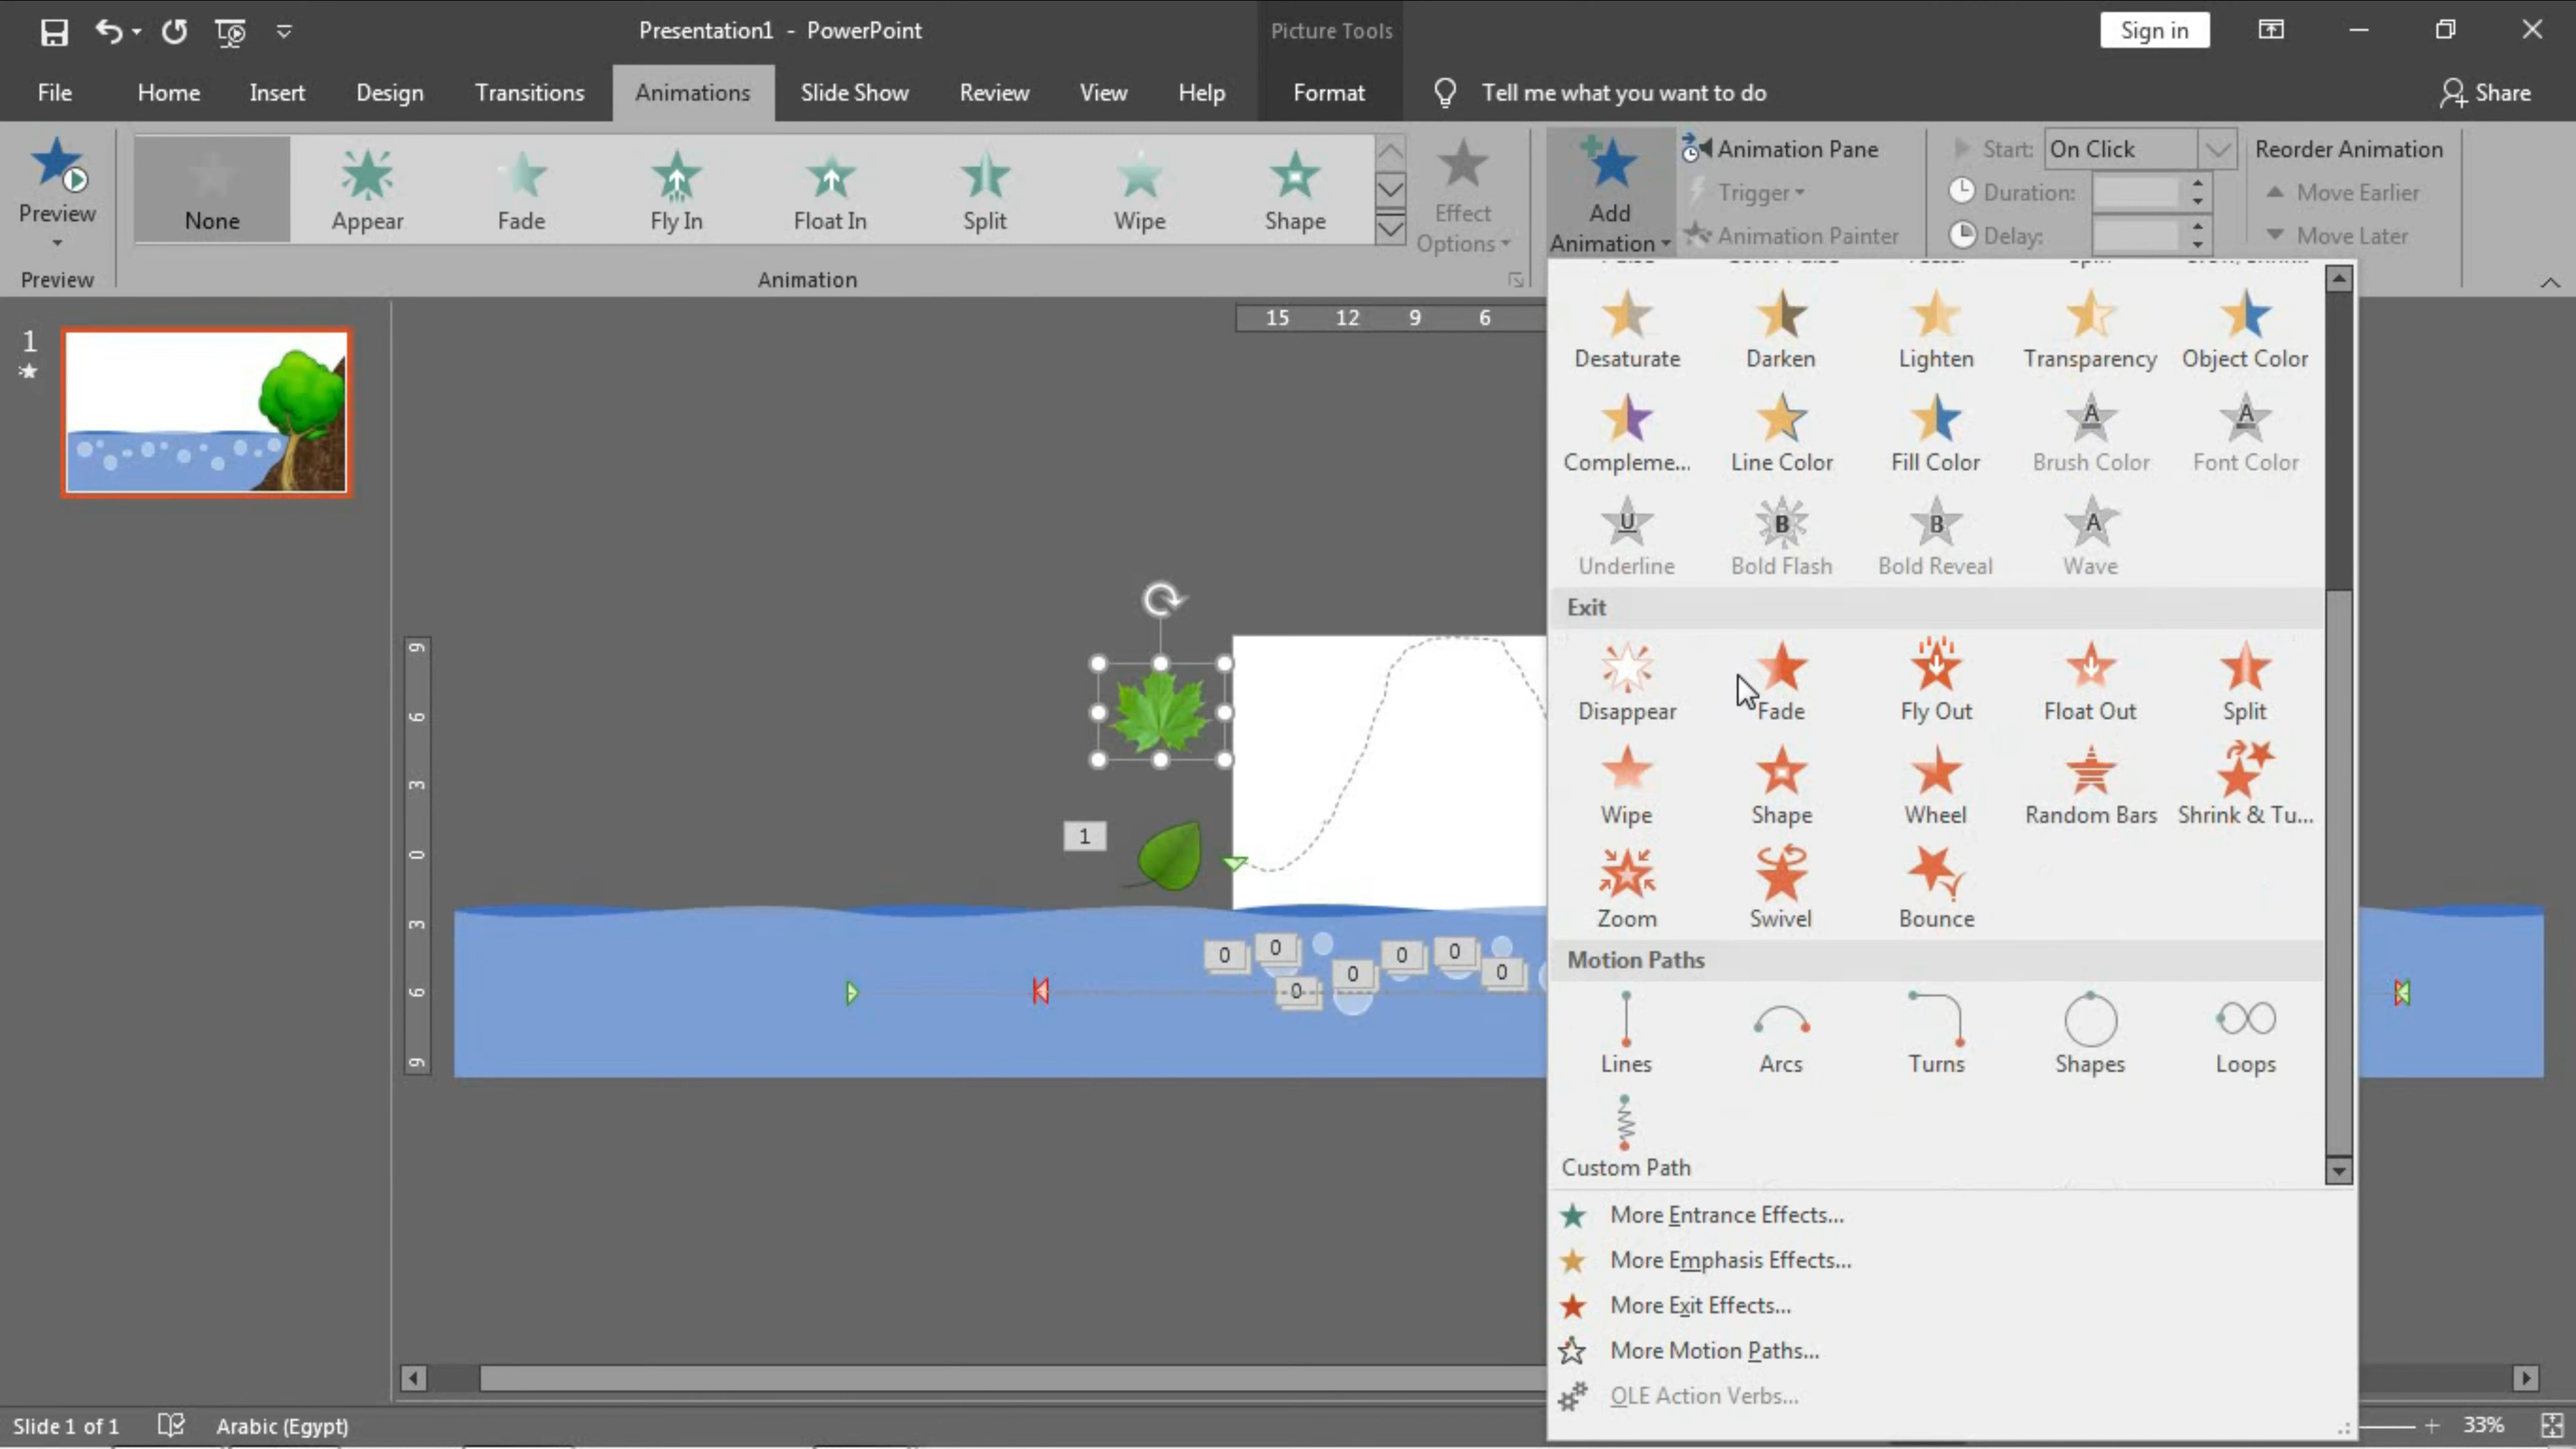 Presentation1 - PowerPoint
Picture Tools
Sign in
File
Home
Insert
Design
Transitions
Animations
Slide Show
Review
View
Help
Format
Tell me what you want to do
Share
Preview
Preview
None
Appear
Fade
Fly In
Float In
Split
Wipe
Shape
Animation
Effect
Options
Add
Animation
Animation Pane
Trigger
Animation Painter
Start: On Click
Duration:
Delay:
Reorder Animation
Move Earlier
Move Later
1
15 12 9 6
Desaturate
Darken
Lighten
Transparency
Object Color
Compleme...
Line Color
Fill Color
Brush Color
Font Color
Underline
Bold Flash
Bold Reveal
Wave
Exit
Disappear
Fade
Fly Out
Float Out
Split
Wipe
Shape
Wheel
Random Bars
Shrink & Tu...
Zoom
Swivel
Bounce
Motion Paths
Lines
Arcs
Turns
Shapes
Loops
Custom Path
More Entrance Effects...
More Emphasis Effects...
More Exit Effects...
More Motion Paths...
OLE Action Verbs...
9
6
3
0
3
6
9
1
0
0
0
0
0
0
0
Slide 1 of 1
Arabic (Egypt)
33%